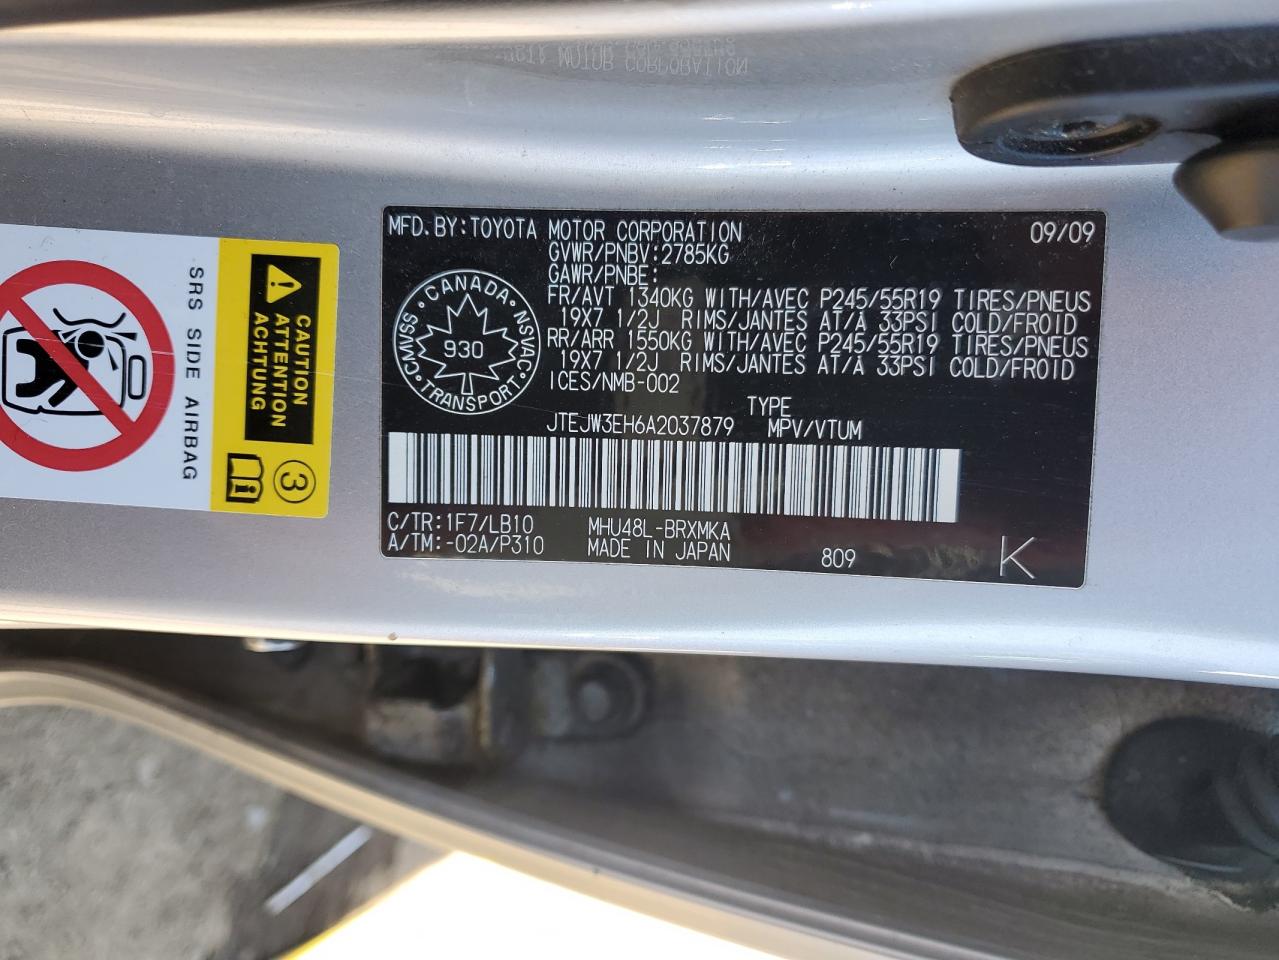 MFD.BY:TOYOTA MOTOR CORPORATION 09/09
GVWR/PNBV:2785KG
GAWR/PNBE:
FR/AVT 1340KG WITH/AVEC P245/55R19 TIRES/PNEUS
19X7 1/2J RIMS/JANTES AT/A 33PSI COLD/FROID
RR/ARR 1550KG WITH/AVEC P245/55R19 TIRES/PNEUS
19X7 1/2J RIMS/JANTES AT/A 33PSI COLD/FROID
ICES/NMB-002
CANADA
CMVSS · NSVAC
930
TRANSPORT
TYPE
JTEJW3EH6A2037879 MPV/VTUM
C/TR:1F7/LB10 MHU48L-BRXMKA
A/TM:-02A/P310 MADE IN JAPAN 809 K
CAUTION
ATTENTION
ACHTUNG
3
SRS SIDE AIRBAG
MOTOR CORPORATION